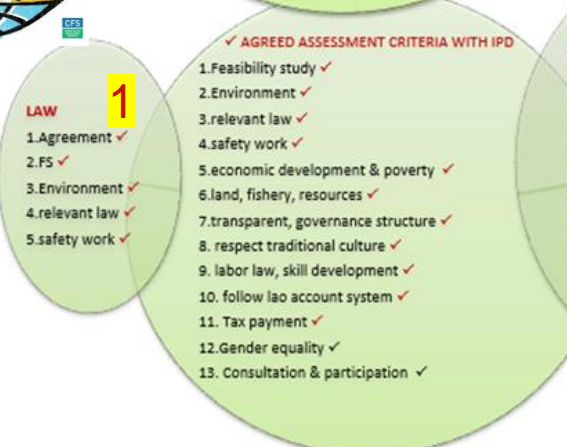 CFS
LAW
1
1.Agreement ✓
2.FS ✓
3.Environment ✓
4.relevant law ✓
5.safety work ✓
✓ AGREED ASSESSMENT CRITERIA WITH IPD
1.Feasibility study ✓
2.Environment ✓
3.relevant law ✓
4.safety work ✓
5.economic development & poverty ✓
6.land, fishery, resources ✓
7.transparent, governance structure ✓
8. respect traditional culture ✓
9. labor law, skill development ✓
10. follow lao account system ✓
11. Tax payment ✓
12.Gender equality ✓
13. Consultation & participation ✓